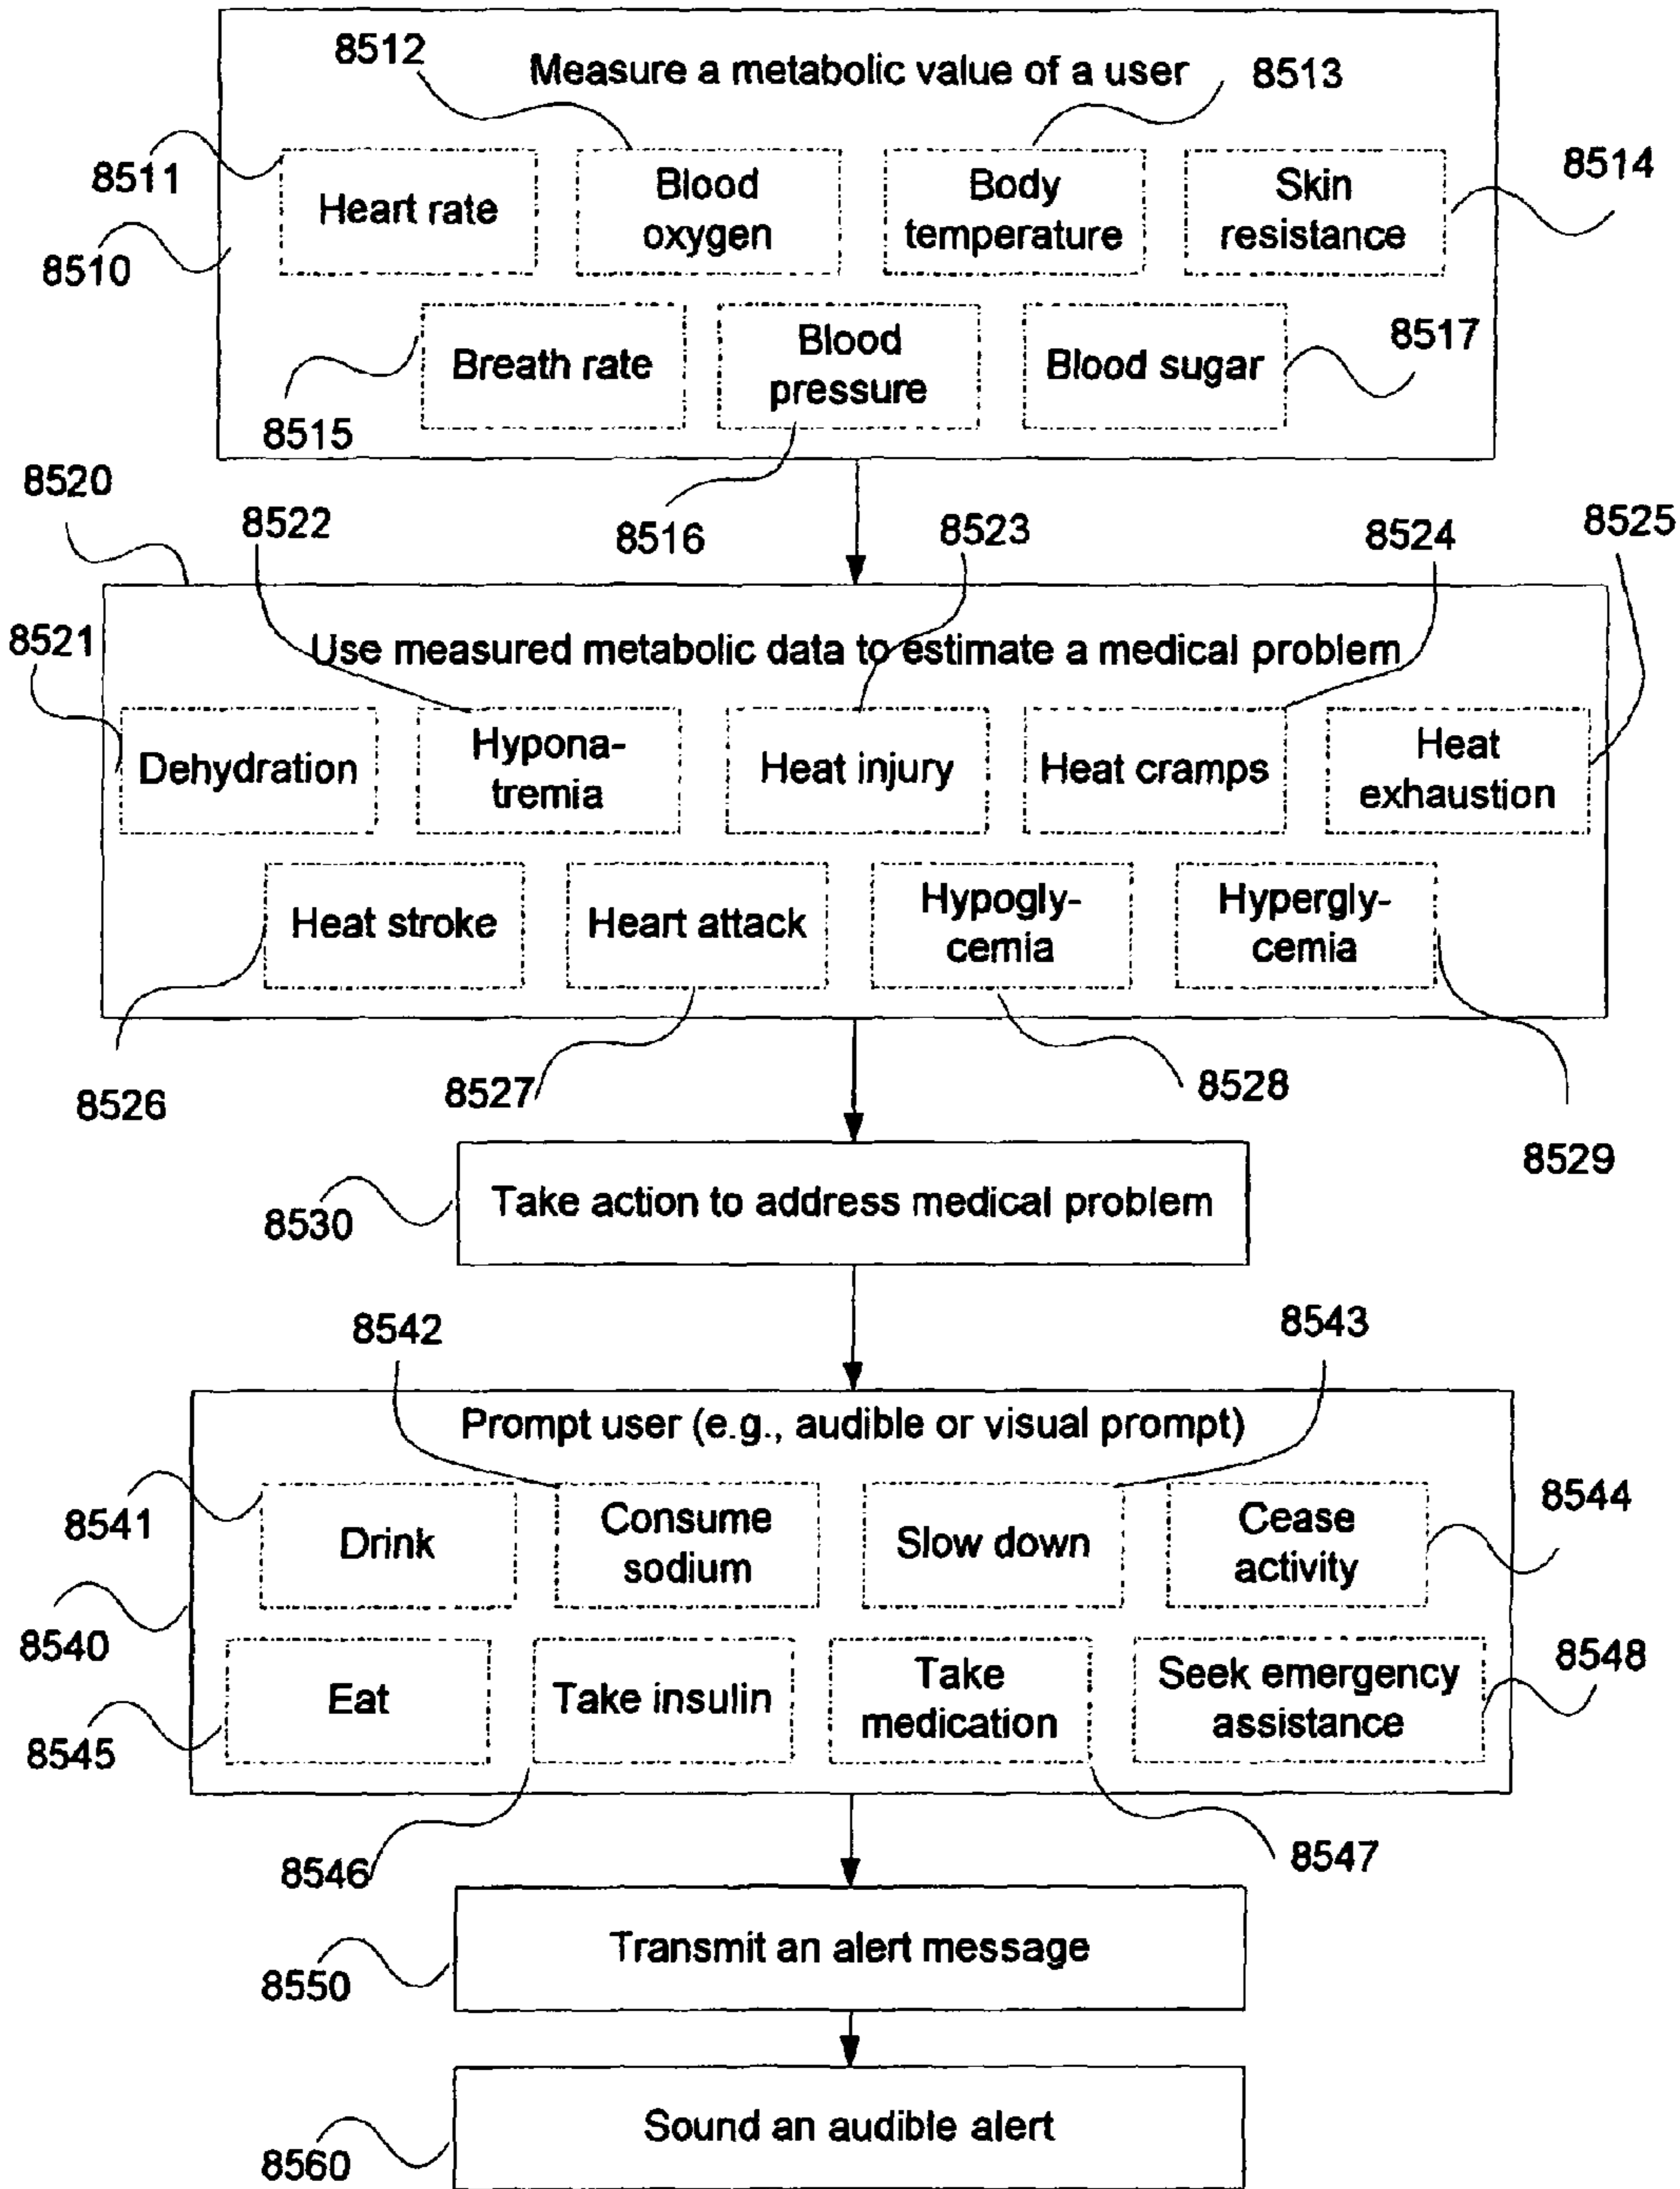 8512
Measure a metabolic value of a user
8513
8511
Heart rate
Blood
oxygen
Body
temperature
Skin
resistance
8514
8510
Breath rate
Blood
pressure
Blood sugar
8517
8515
8516
8520
8522
8523
8524
8525
8521
Use measured metabolic data to estimate a medical problem
Dehydration
Hypona-
tremia
Heat injury
Heat cramps
Heat
exhaustion
Heat stroke
Heart attack
Hypogly-
cemia
Hypergly-
cemia
8526
8527
8528
8529
8530
Take action to address medical problem
8542
8543
Prompt user (e.g., audible or visual prompt)
8541
Drink
Consume
sodium
Slow down
Cease
activity
8544
8540
Eat
Take insulin
Take
medication
Seek emergency
assistance
8548
8545
8546
8547
Transmit an alert message
8550
Sound an audible alert
8560